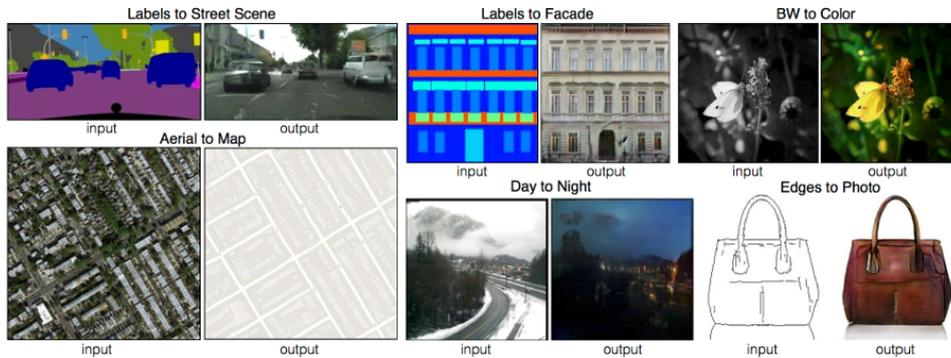 Labels to Street Scene
input
output
Aerial to Map
input
output
Labels to Facade
input
output
BW to Color
input
output
Day to Night
input
output
Edges to Photo
input
output